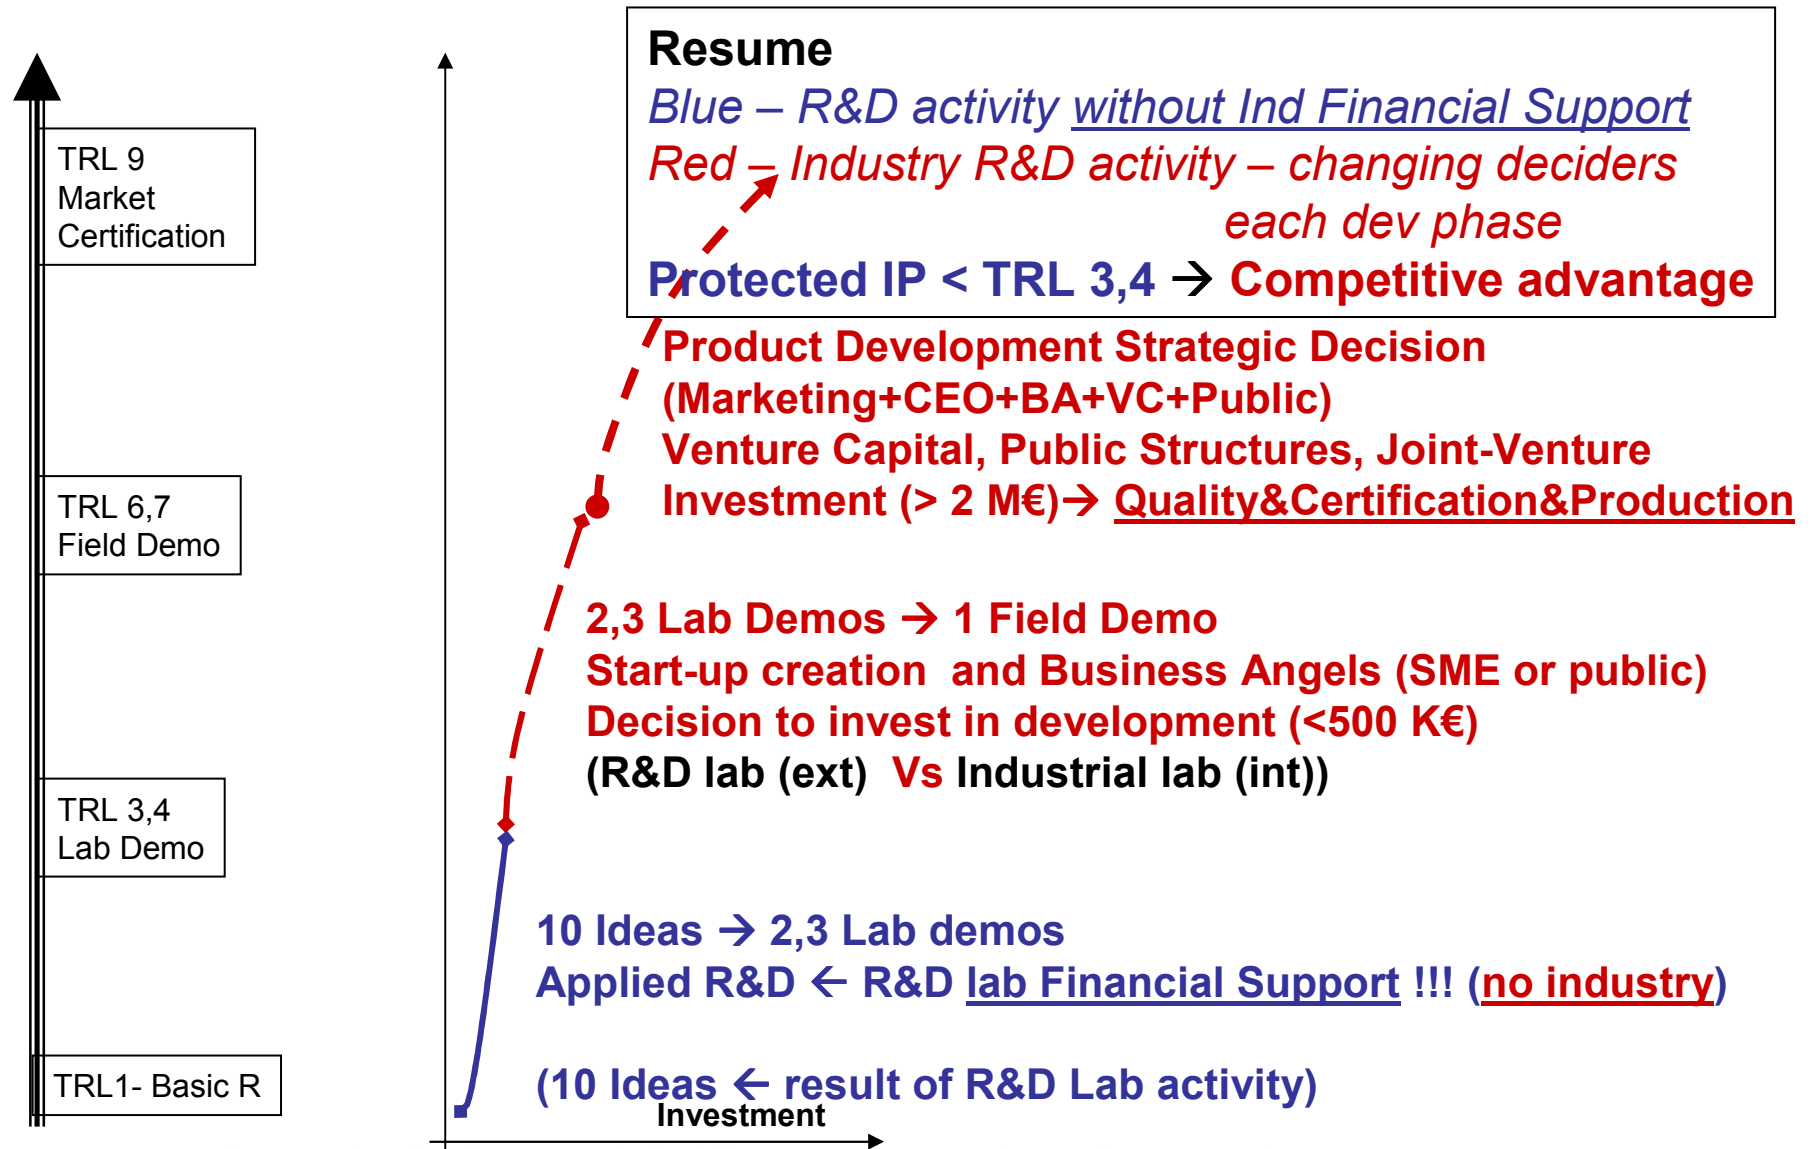 Resume
Blue – R&D activity without Ind Financial Support
Red – Industry R&D activity – changing deciders
each dev phase
Protected IP < TRL 3,4 → Competitive advantage
TRL 9
Market
Certification
Product Development Strategic Decision
(Marketing+CEO+BA+VC+Public)
Venture Capital, Public Structures, Joint-Venture
Investment (> 2 M€)→ Quality&Certification&Production
TRL 6,7
Field Demo
2,3 Lab Demos → 1 Field Demo
Start-up creation and Business Angels (SME or public)
Decision to invest in development (<500 K€)
(R&D lab (ext) Vs Industrial lab (int))
TRL 3,4
Lab Demo
10 Ideas → 2,3 Lab demos
Applied R&D ← R&D lab Financial Support !!! (no industry)
TRL1- Basic R
(10 Ideas ← result of R&D Lab activity)
Investment